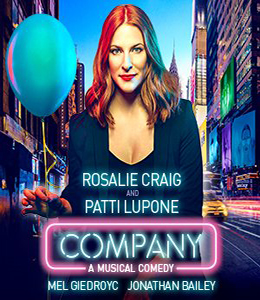 ROSALIE CRAIG
AND
PATTI LUPONE
COMPANY
A MUSICAL COMEDY
MEL GIEDROYC JONATHAN BAILEY